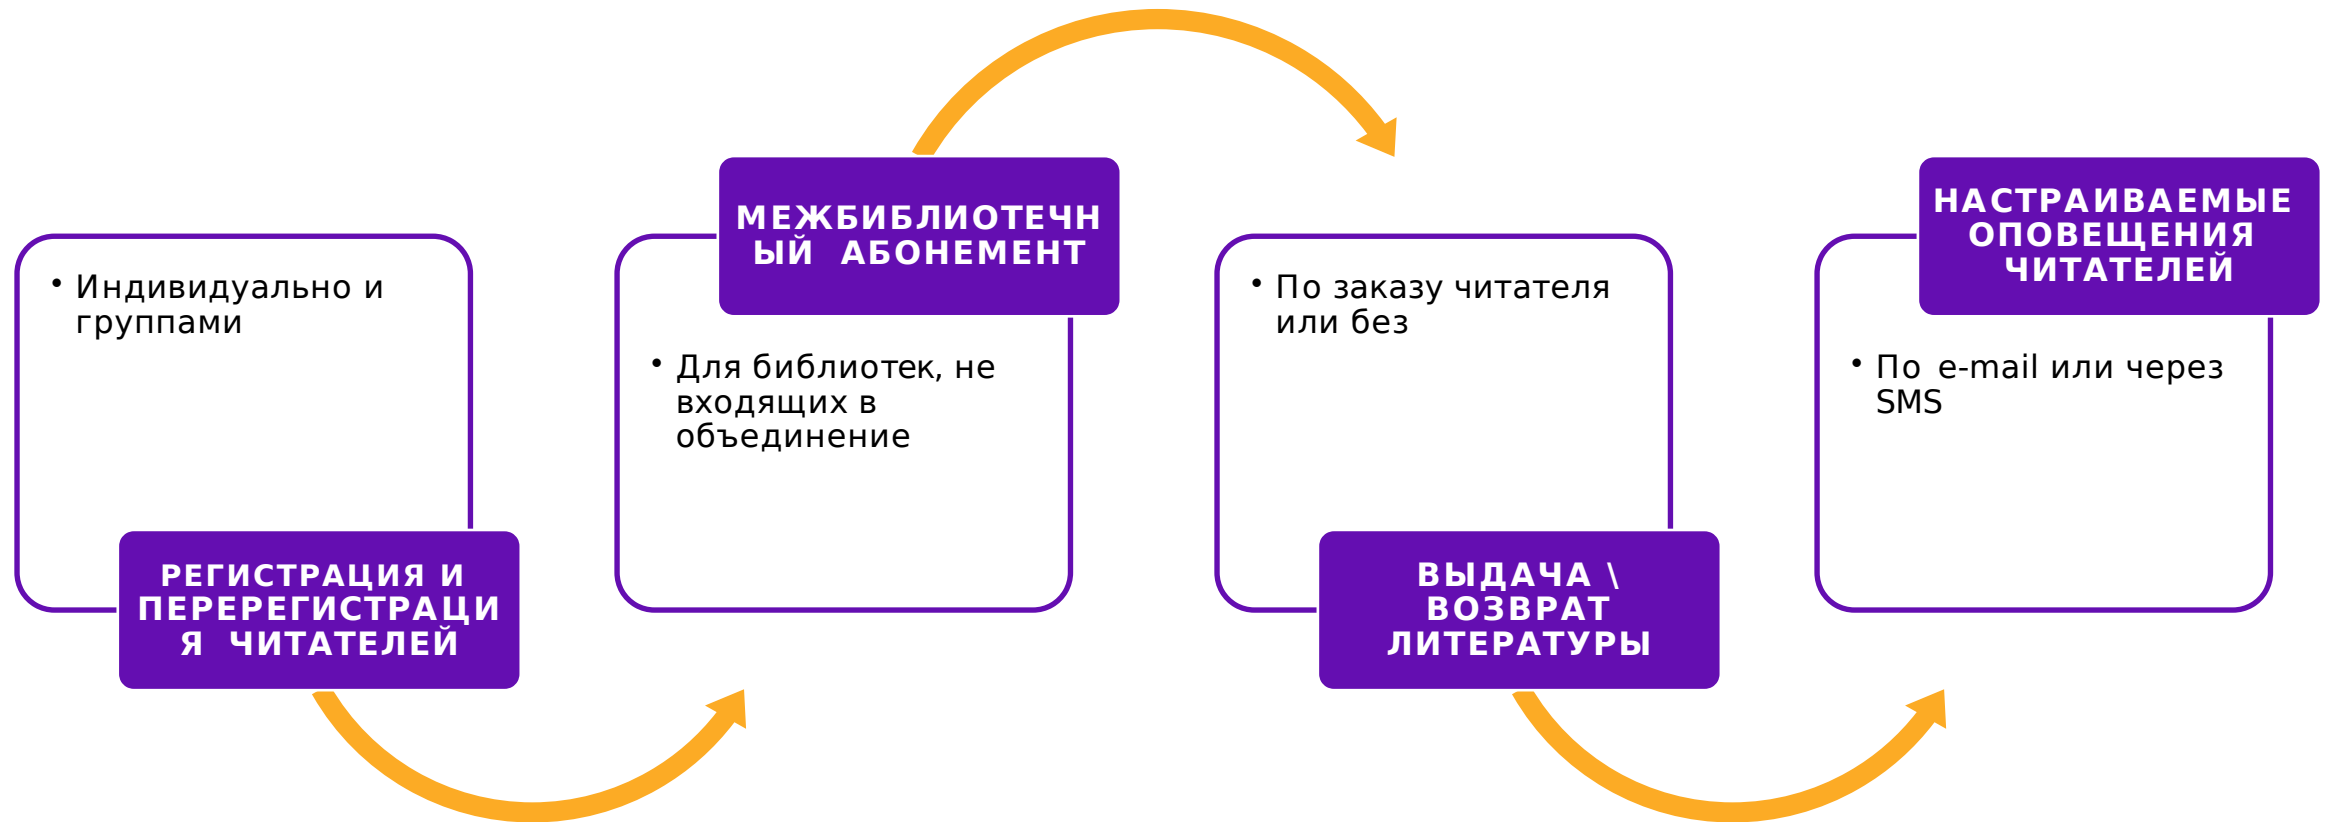 • Индивидуально и
группами
РЕГИСТРАЦИЯ И
ПЕРЕРЕГИСТРАЦИ
Я ЧИТАТЕЛЕЙ
МЕЖБИБЛИОТЕЧН
ЫЙ АБОНЕМЕНТ
• Для библиотек, не
входящих в
объединение
• По заказу читателя
или без
ВЫДАЧА \
ВОЗВРАТ
ЛИТЕРАТУРЫ
НАСТРАИВАЕМЫЕ
ОПОВЕЩЕНИЯ
ЧИТАТЕЛЕЙ
• По e-mail или через
SMS